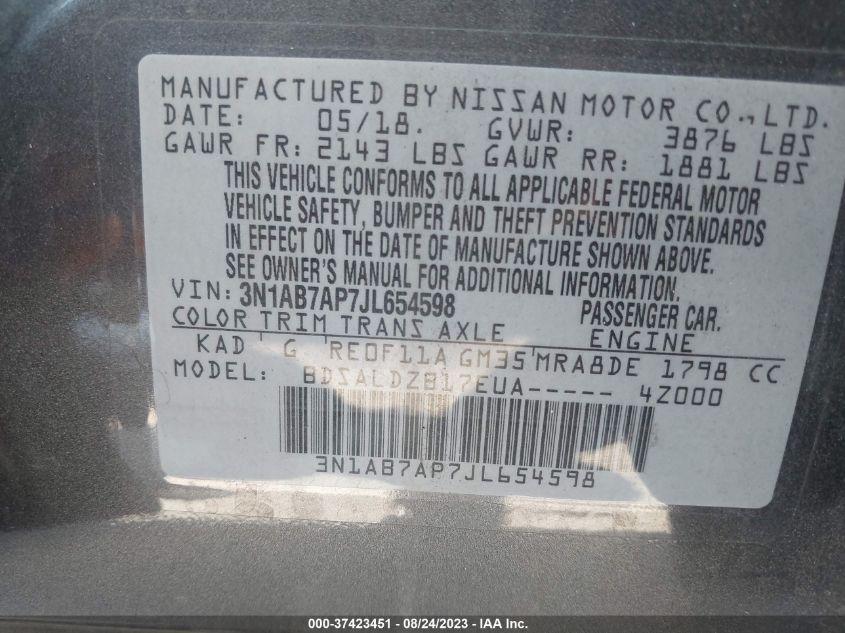 MANUFACTURED BY NISSAN MOTOR CO., LTD.
DATE: 05/18. GVWR: 3876 LBS
GAWR FR: 2143 LBS GAWR RR: 1881 LBS
THIS VEHICLE CONFORMS TO ALL APPLICABLE FEDERAL MOTOR
VEHICLE SAFETY, BUMPER AND THEFT PREVENTION STANDARDS
IN EFFECT ON THE DATE OF MANUFACTURE SHOWN ABOVE.
SEE OWNER'S MANUAL FOR ADDITIONAL INFORMATION.
VIN: 3N1AB7AP7JL654598 PASSENGER CAR.
COLOR TRIM TRANS AXLE ENGINE
KAD G RE0F11A GM35 MRA8DE 1798 CC
MODEL: BDSALDZB17EUA----- 4Z000
3N1AB7AP7JL654598
000-37423451 - 08/24/2023 - IAA Inc.